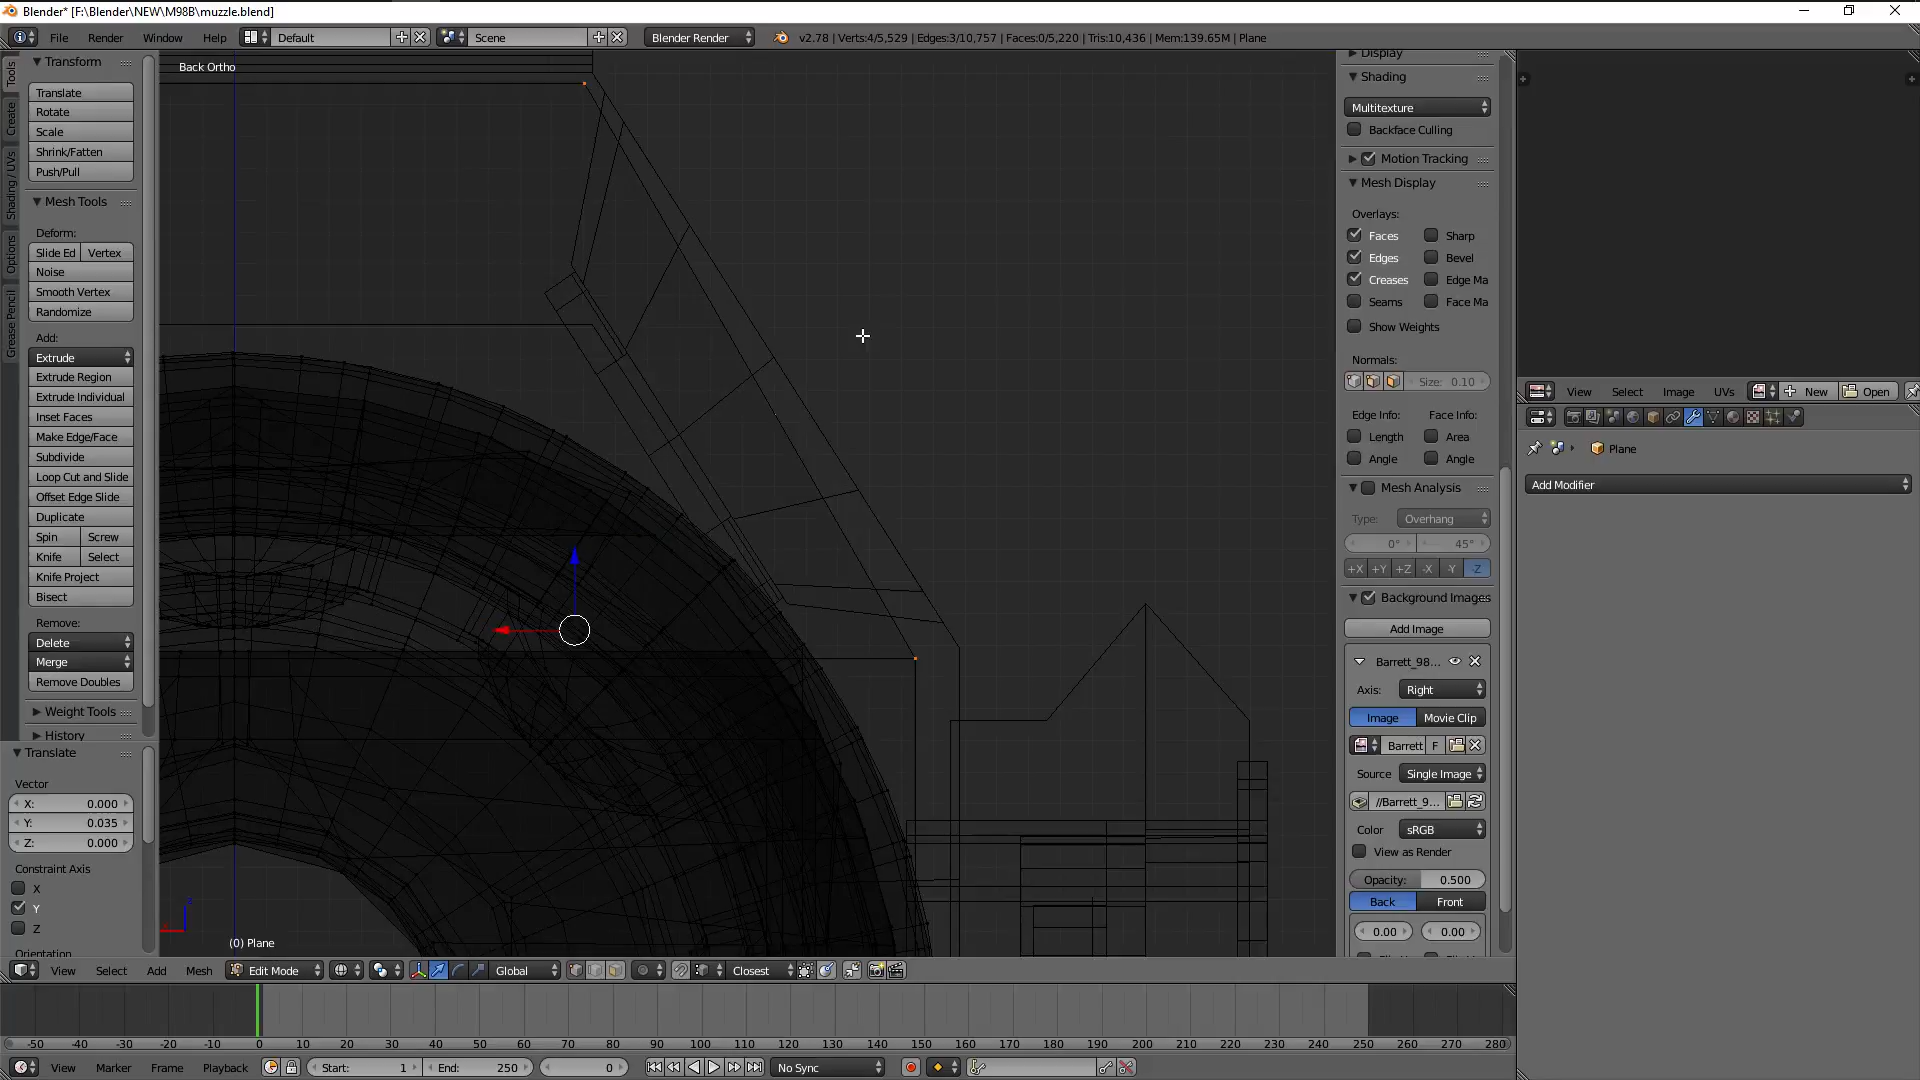 Blender* [F:\Blender\NEW\M98B\muzzle.blend]
File Render Window Help Default Scene Blender Render v2.78 | Verts:4/5,529 | Edges:3/10,757 | Faces:0/5,220 | Tris:10,436 | Mem:139.65M | Plane
Tools
Create
Shading / UVs
Options
Grease Pencil
Transform
Translate
Rotate
Scale
Shrink/Fatten
Push/Pull
Mesh Tools
Deform:
Slide Ed Vertex
Noise
Smooth Vertex
Randomize
Add:
Extrude
Extrude Region
Extrude Individual
Inset Faces
Make Edge/Face
Subdivide
Loop Cut and Slide
Offset Edge Slide
Duplicate
Spin Screw
Knife Select
Knife Project
Bisect
Remove:
Delete
Merge
Remove Doubles
Weight Tools
History
Translate
Vector
X: 0.000
Y: 0.035
Z: 0.000
Constraint Axis
X
Y
Z
Orientation
Back Ortho
(0) Plane
Display
Shading
Multitexture
Backface Culling
Motion Tracking
Mesh Display
Overlays:
Faces Sharp
Edges Bevel
Creases Edge Ma
Seams Face Ma
Show Weights
Normals:
Size: 0.10
Edge Info: Face Info:
Length Area
Angle Angle
Mesh Analysis
Type: Overhang
0° 45°
+X +Y +Z -X -Y -Z
Background Images
Add Image
Barrett_98...
Axis: Right
Image Movie Clip
Barrett F
Source Single Image
//Barrett_9...
Color sRGB
View as Render
Opacity: 0.500
Back Front
0.00 0.00
View Select Image UVs New Open
Plane
Add Modifier
View Select Add Mesh Edit Mode Global Closest
-50 -40 -30 -20 -10 0 10 20 30 40 50 60 70 80 90 100 110 120 130 140 150 160 170 180 190 200 210 220 230 240 250 260 270 280
View Marker Frame Playback Start: 1 End: 250 0 No Sync